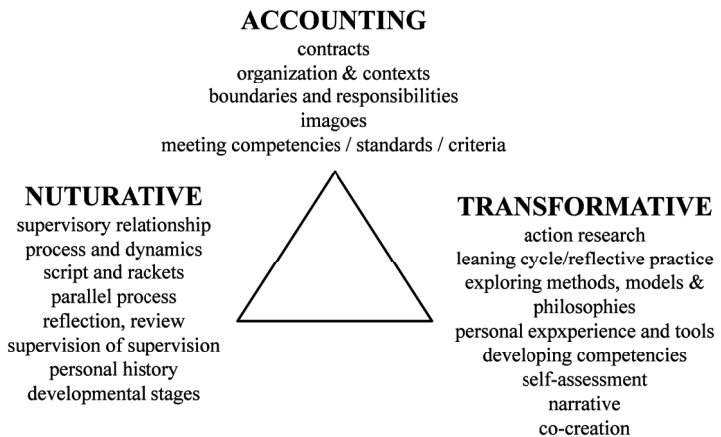 ACCOUNTING
contracts
organization & contexts
boundaries and responsibilities
imagoes
meeting competencies / standards / criteria
NUTURATIVE
supervisory relationship
process and dynamics
script and rackets
parallel process
reflection, review
supervision of supervision
personal history
developmental stages
TRANSFORMATIVE
action research
leaning cycle/reflective practice
exploring methods, models &
philosophies
personal expxperience and tools
developing competencies
self-assessment
narrative
co-creation